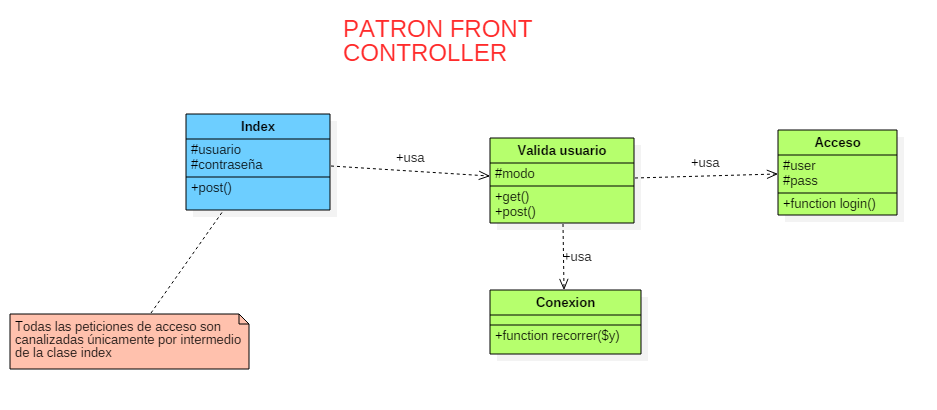 PATRON FRONT
CONTROLLER
Index
#usuario
#contraseña
+post()
+usa
Valida usuario
#modo
+get()
+post()
+usa
Acceso
#user
#pass
+function login()
+usa
Conexion
+function recorrer($y)
Todas las peticiones de acceso son
canalizadas únicamente por intermedio
de la clase index